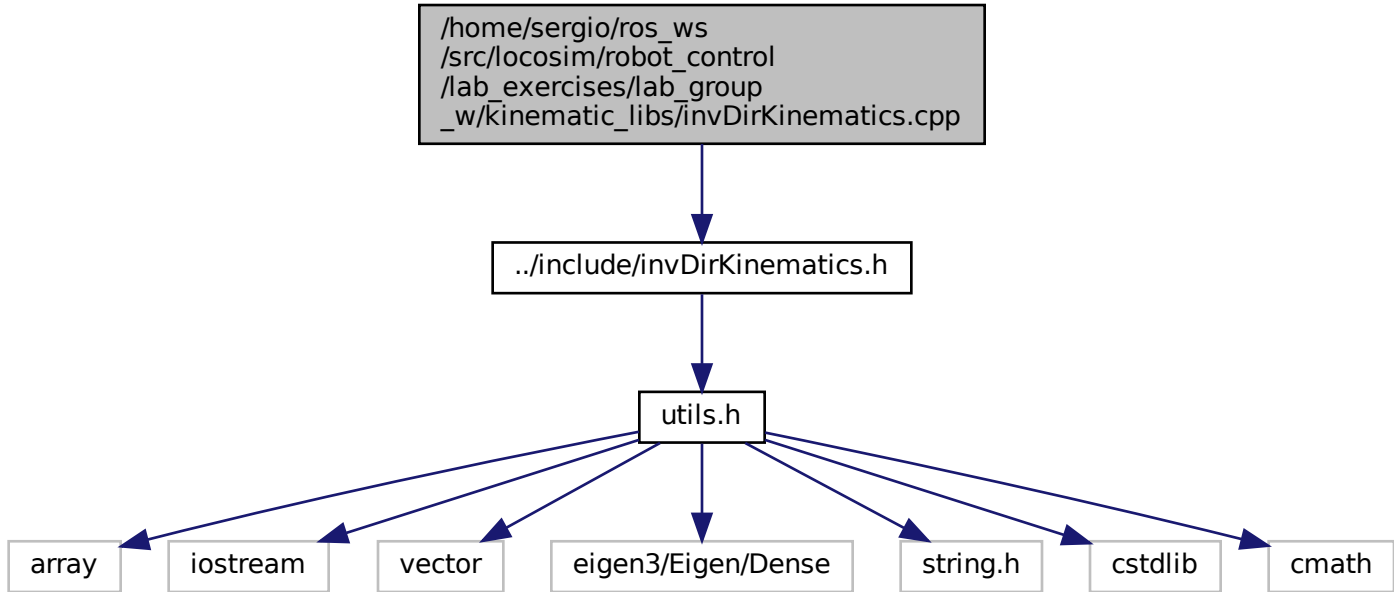 /home/sergio/ros_ws
/src/locosim/robot_control
/lab_exercises/lab_group
_w/kinematic_libs/invDirKinematics.cpp
../include/invDirKinematics.h
utils.h
array
iostream
vector
eigen3/Eigen/Dense
string.h
cstdlib
cmath